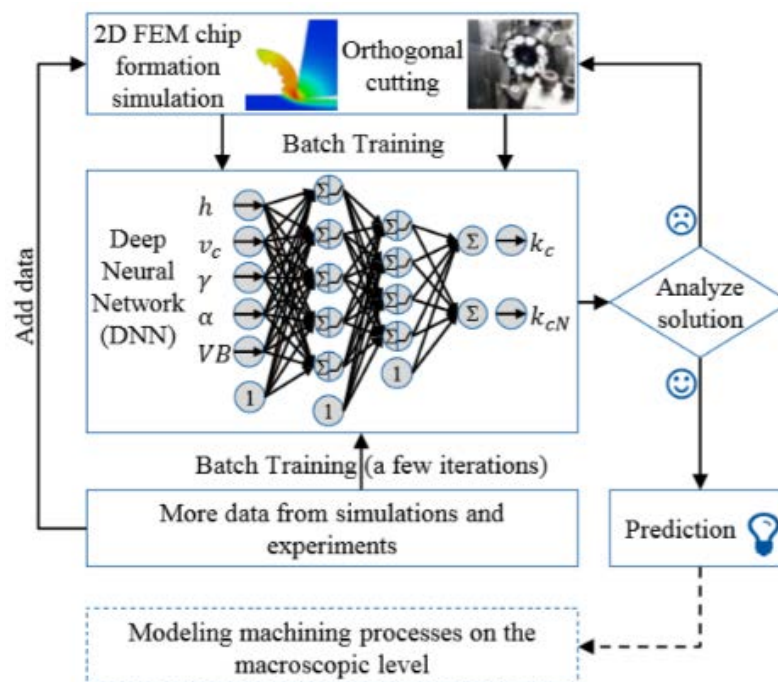 2D FEM chip
formation
simulation
Orthogonal
cutting
Batch Training
Deep
Neural
Network
(DNN)
h
v_c
γ
α
VB
1
Σ
Σ
Σ
Σ
Σ
1
Σ
Σ
Σ
Σ
1
Σ
Σ
k_c
k_{cN}
Add data
Analyze
solution
Batch Training (a few iterations)
More data from simulations and
experiments
Prediction
Modeling machining processes on the
macroscopic level